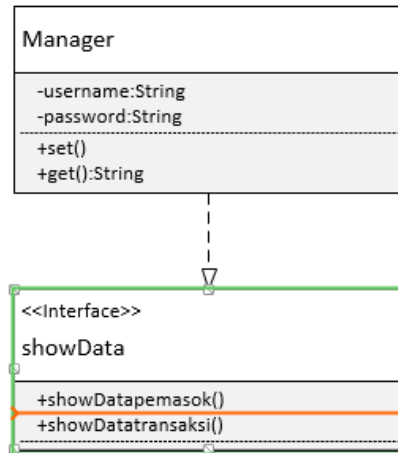 Manager
-username:String
-password:String
+set()
+get():String
<<Interface>>
showData
+showDatapemasok()
+showDatatransaksi()